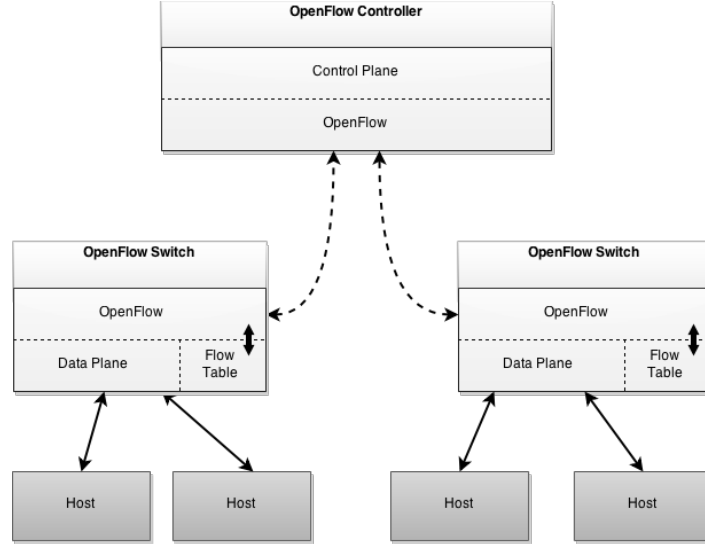 OpenFlow Controller
Control Plane
OpenFlow
OpenFlow Switch
OpenFlow
Data Plane
Flow
Table
OpenFlow Switch
OpenFlow
Data Plane
Flow
Table
Host
Host
Host
Host